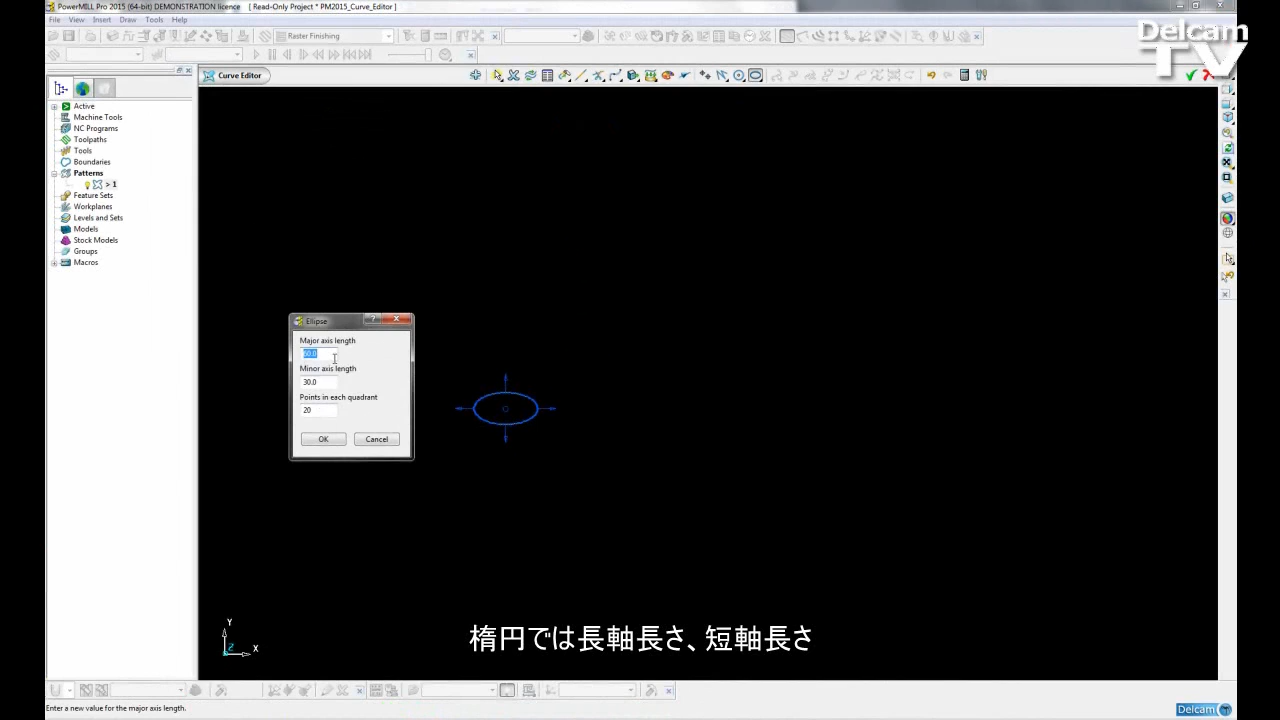 PowerMILL Pro 2015 (64-bit) DEMONSTRATION licence    [ Read-Only Project * PM2015_Curve_Editor ]
File View Insert Draw Tools Help
Delcam
TV
Raster Finishing
Curve Editor
Active
Machine Tools
NC Programs
Toolpaths
Tools
Boundaries
Patterns
> 1
Feature Sets
Workplanes
Levels and Sets
Models
Stock Models
Groups
Macros
Ellipse
Major axis length
60.0
Minor axis length
30.0
Points in each quadrant
20
OK Cancel
Y
Z
X
楕円では長軸長さ、短軸長さ
Enter a new value for the major axis length.
Delcam